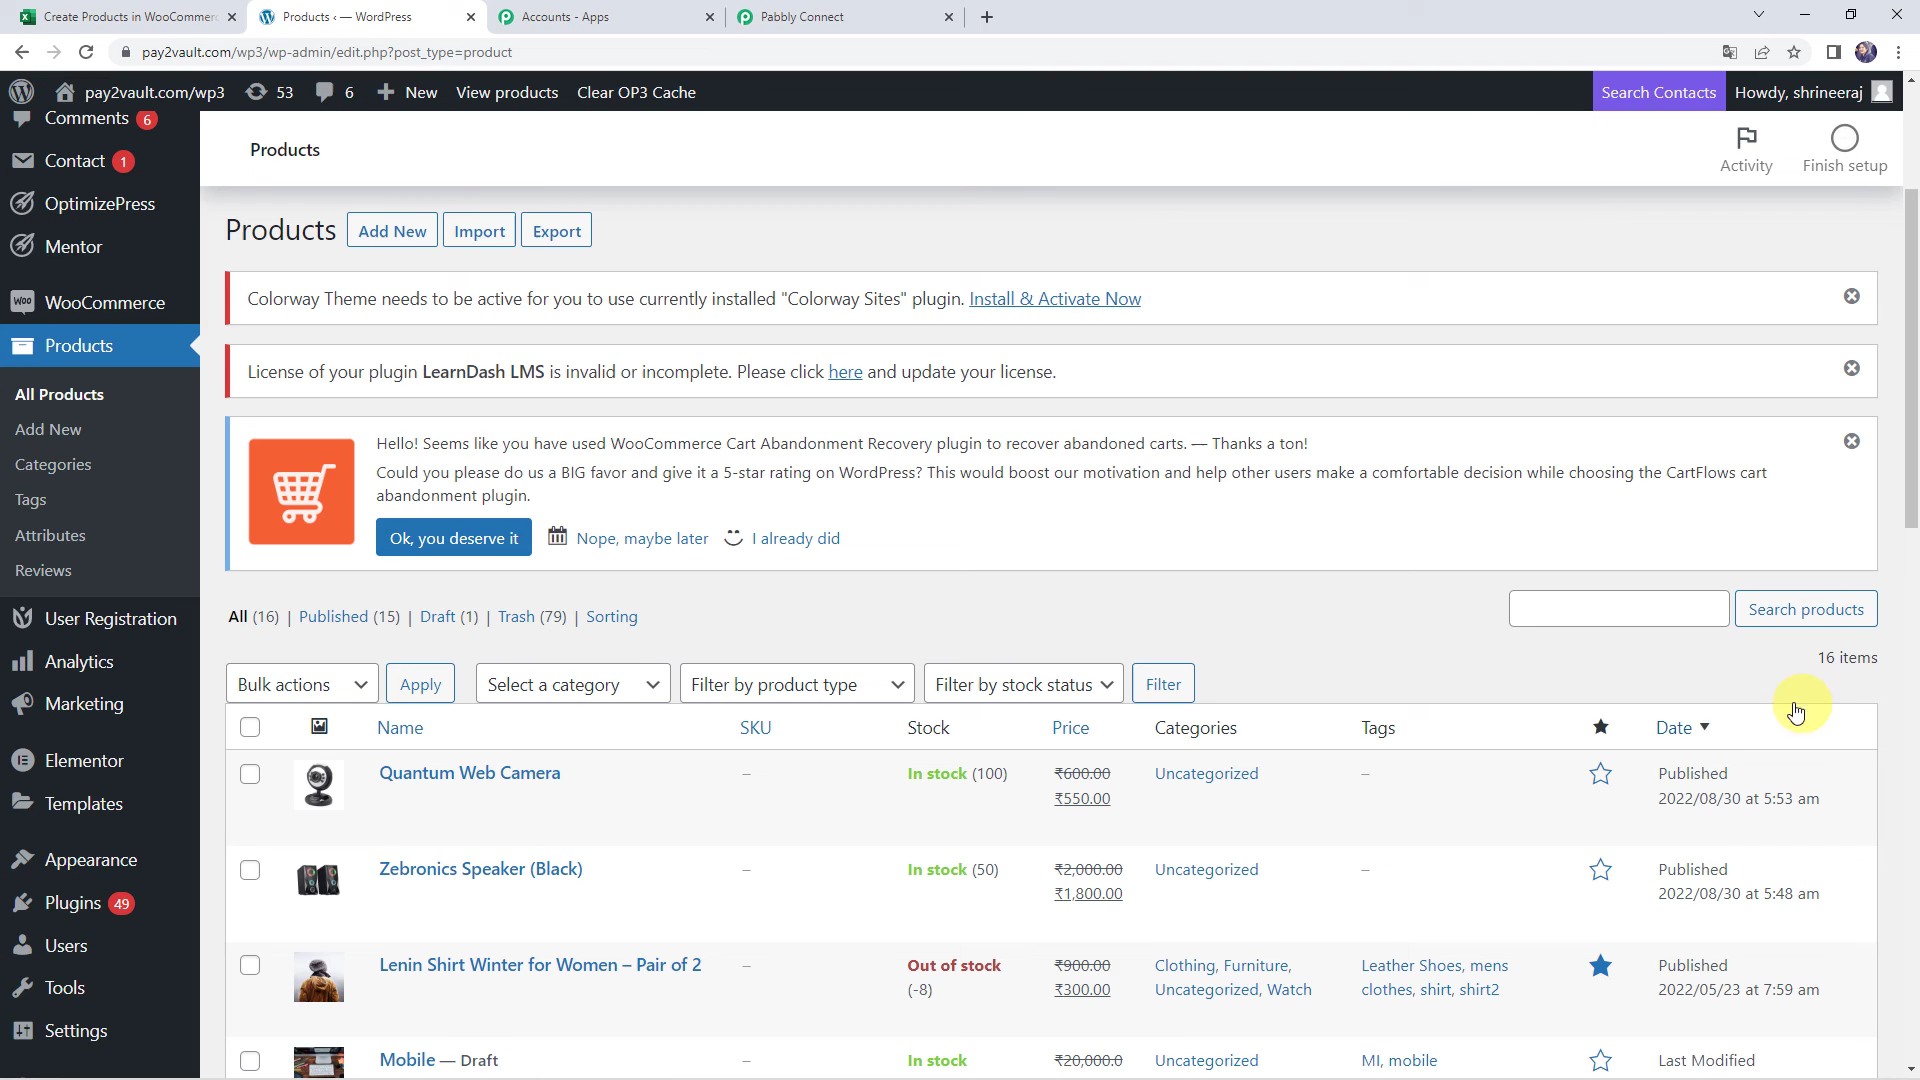 Create Products in WooCommerc
Products ‹ — WordPress
Accounts - Apps
Pabbly Connect
pay2vault.com/wp3/wp-admin/edit.php?post_type=product
pay2vault.com/wp3
53
6
New
View products
Clear OP3 Cache
Search Contacts
Howdy, shrineeraj
Comments 6
Contact 1
OptimizePress
Mentor
WooCommerce
Products
All Products
Add New
Categories
Tags
Attributes
Reviews
User Registration
Analytics
Marketing
Elementor
Templates
Appearance
Plugins 49
Users
Tools
Settings
Products
Activity
Finish setup
Products Add New Import Export
Colorway Theme needs to be active for you to use currently installed "Colorway Sites" plugin. Install & Activate Now
License of your plugin LearnDash LMS is invalid or incomplete. Please click here and update your license.
Hello! Seems like you have used WooCommerce Cart Abandonment Recovery plugin to recover abandoned carts. — Thanks a ton!
Could you please do us a BIG favor and give it a 5-star rating on WordPress? This would boost our motivation and help other users make a comfortable decision while choosing the CartFlows cart
abandonment plugin.
Ok, you deserve it Nope, maybe later I already did
All (16) | Published (15) | Draft (1) | Trash (79) | Sorting
Search products
16 items
Bulk actions Apply Select a category Filter by product type Filter by stock status Filter
Name SKU Stock Price Categories Tags Date
Quantum Web Camera – In stock (100) ₹600.00 Uncategorized – Published
₹550.00 2022/08/30 at 5:53 am
Zebronics Speaker (Black) – In stock (50) ₹2,000.00 Uncategorized – Published
₹1,800.00 2022/08/30 at 5:48 am
Lenin Shirt Winter for Women – Pair of 2 – Out of stock ₹900.00 Clothing, Furniture, Leather Shoes, mens Published
(-8) ₹300.00 Uncategorized, Watch clothes, shirt, shirt2 2022/05/23 at 7:59 am
Mobile — Draft – In stock ₹20,000.0 Uncategorized MI, mobile Last Modified